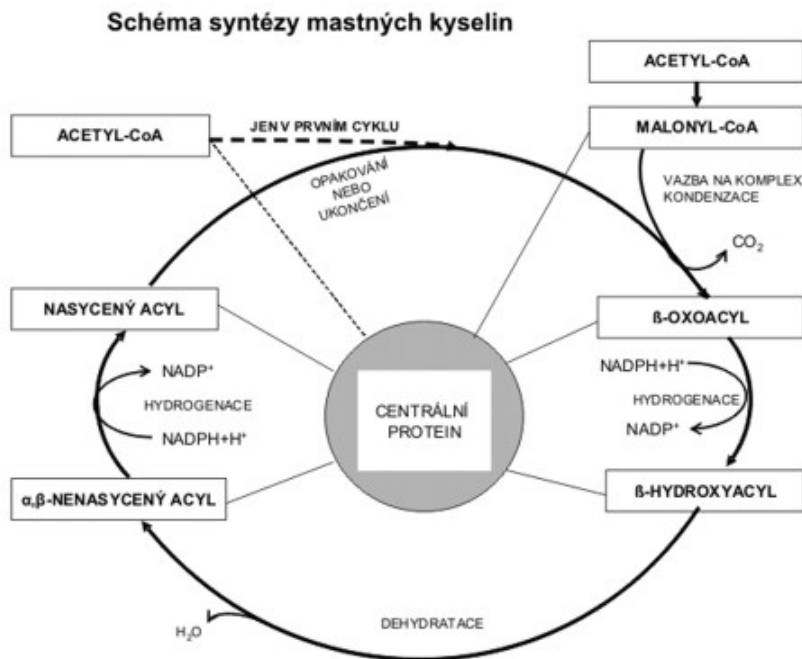 Schéma syntézy mastných kyselin
ACETYL-CoA
ACETYL-CoA
JEN V PRVNÍM CYKLU
MALONYL-CoA
OPAKOVÁNÍ
NEBO
UKONČENÍ
VAZBA NA KOMPLEX
KONDENZACE
CO₂
NASYCENÝ ACYL
ß-OXOACYL
NADP⁺
HYDROGENACE
NADPH+H⁺
CENTRÁLNÍ
PROTEIN
NADPH+H⁺
HYDROGENACE
NADP⁺
α,β-NENASYCENÝ ACYL
ß-HYDROXYACYL
H₂O
DEHYDRATACE